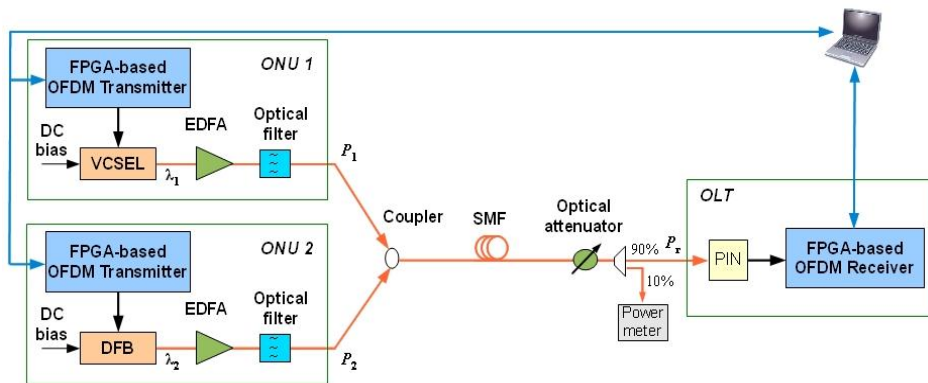 ONU 1
FPGA-based
OFDM Transmitter
DC
bias
VCSEL
λ1
EDFA
Optical
filter
P1
ONU 2
FPGA-based
OFDM Transmitter
DC
bias
DFB
λ2
EDFA
Optical
filter
P2
Coupler
SMF
Optical
attenuator
90%
Pr
10%
Power
meter
OLT
PIN
FPGA-based
OFDM Receiver